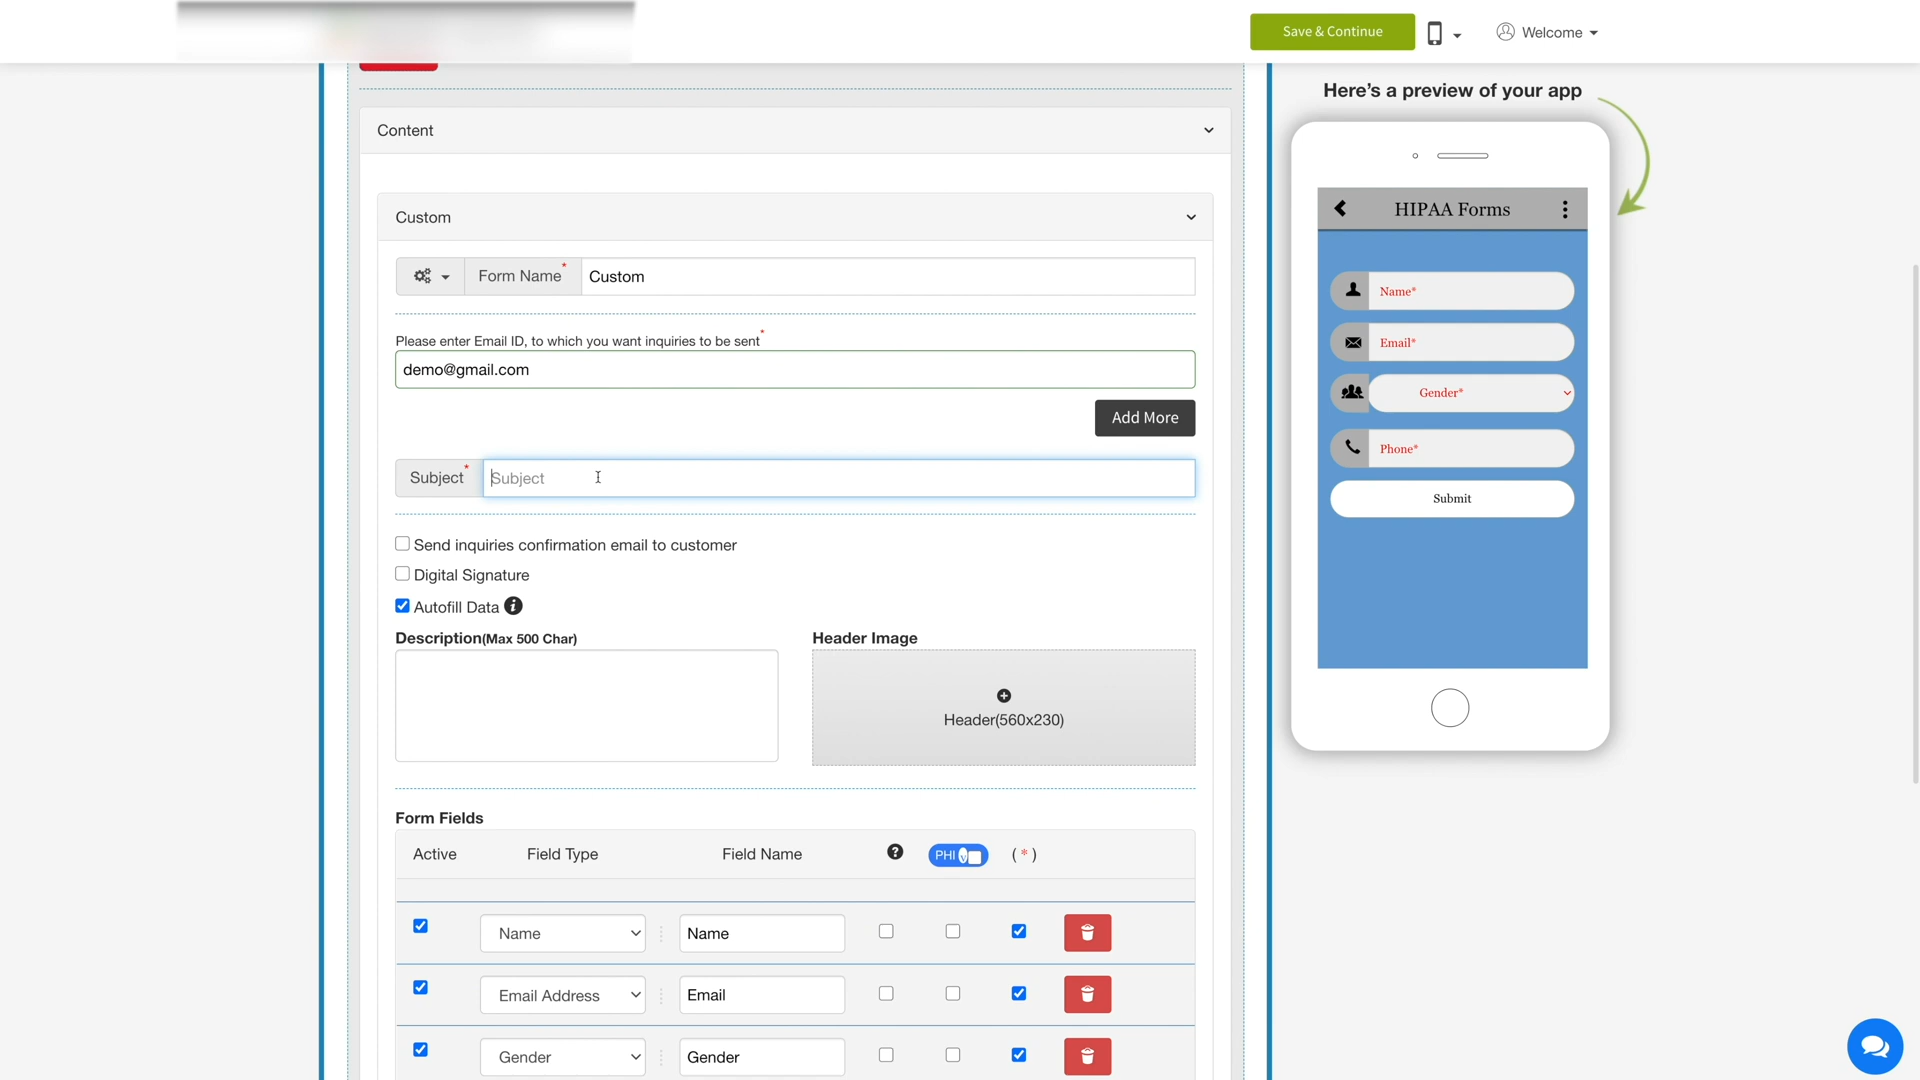 Save & Continue
Welcome
Here's a preview of your app
Content
Custom
Form Name*
Custom
Please enter Email ID, to which you want inquiries to be sent*
demo@gmail.com
Add More
Subject*
Subject
Send inquiries confirmation email to customer
Digital Signature
Autofill Data
Description(Max 500 Char)
Header Image
Header(560x230)
Form Fields
Active Field Type Field Name ? PHI (*)
Name Name
Email Address Email
Gender Gender
HIPAA Forms
Name*
Email*
Gender*
Phone*
Submit